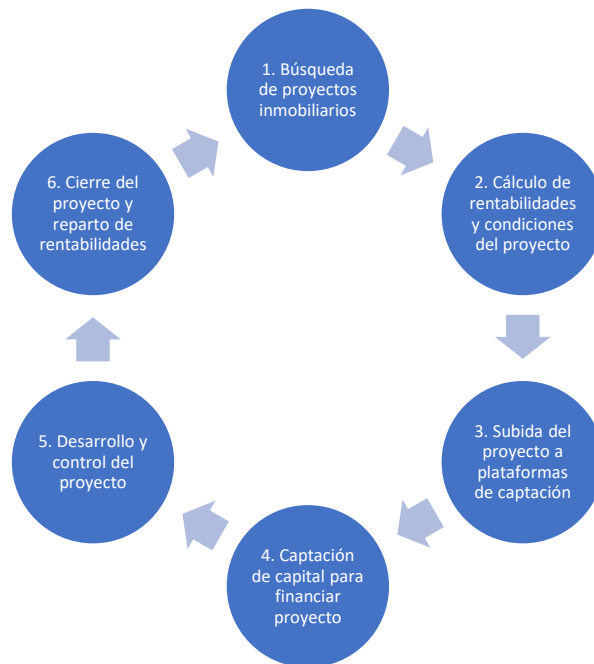 1. Búsqueda
de proyectos
inmobiliarios
2. Cálculo de
rentabilidades
y condiciones
del proyecto
3. Subida del
proyecto a
plataformas
de captación
4. Captación
de capital para
financiar
proyecto
5. Desarrollo y
control del
proyecto
6. Cierre del
proyecto y
reparto de
rentabilidades